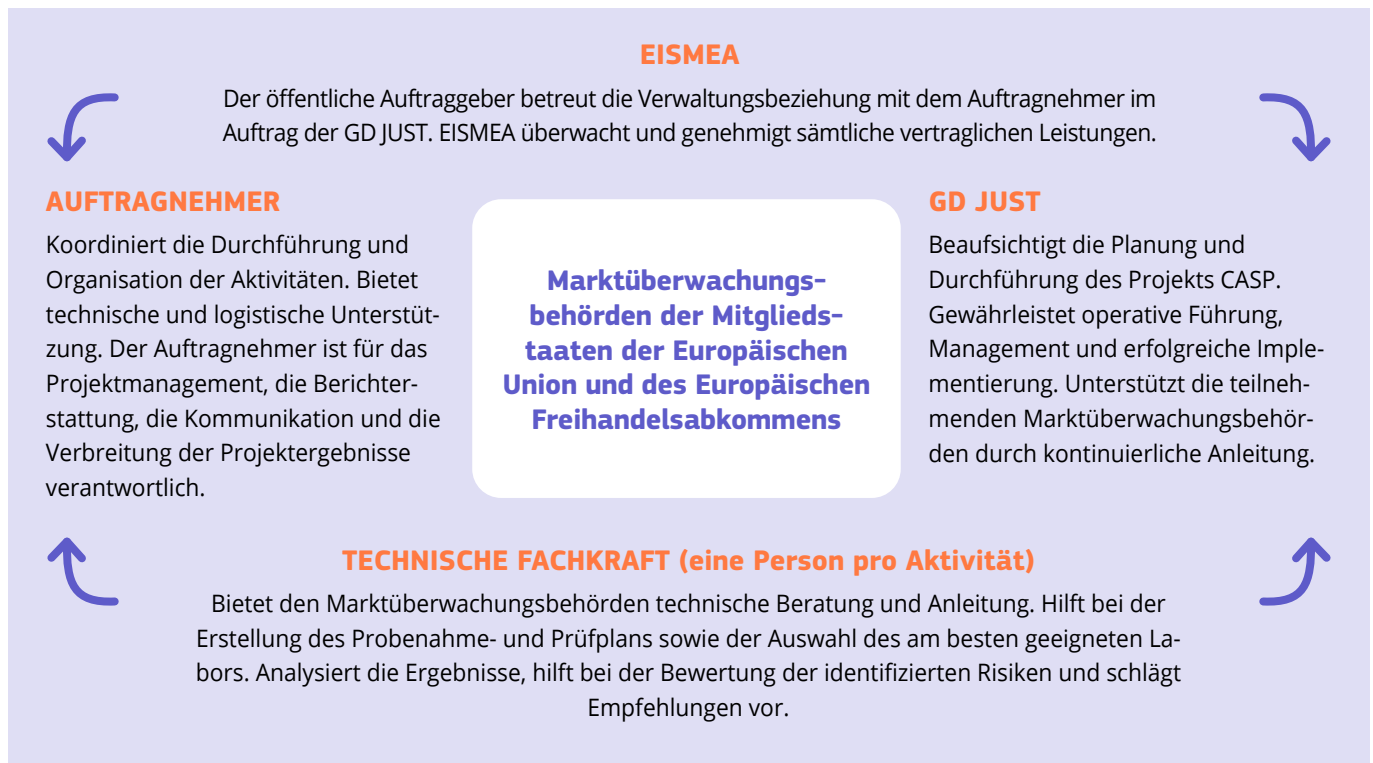 EISMEA
Der öffentliche Auftraggeber betreut die Verwaltungsbeziehung mit dem Auftragnehmer im
Auftrag der GD JUST. EISMEA überwacht und genehmigt sämtliche vertraglichen Leistungen.
AUFTRAGNEHMER
Koordiniert die Durchführung und
Organisation der Aktivitäten. Bietet
technische und logistische Unterstüt-
zung. Der Auftragnehmer ist für das
Projektmanagement, die Berichter-
stattung, die Kommunikation und die
Verbreitung der Projektergebnisse
verantwortlich.
Marktüberwachungs-
behörden der Mitglieds-
taaten der Europäischen
Union und des Europäischen
Freihandelsabkommens
GD JUST
Beaufsichtigt die Planung und
Durchführung des Projekts CASP.
Gewährleistet operative Führung,
Management und erfolgreiche Imple-
mentierung. Unterstützt die teilneh-
menden Marktüberwachungsbehör-
den durch kontinuierliche Anleitung.
TECHNISCHE FACHKRAFT (eine Person pro Aktivität)
Bietet den Marktüberwachungsbehörden technische Beratung und Anleitung. Hilft bei der
Erstellung des Probenahme- und Prüfplans sowie der Auswahl des am besten geeigneten La-
bors. Analysiert die Ergebnisse, hilft bei der Bewertung der identifizierten Risiken und schlägt
Empfehlungen vor.